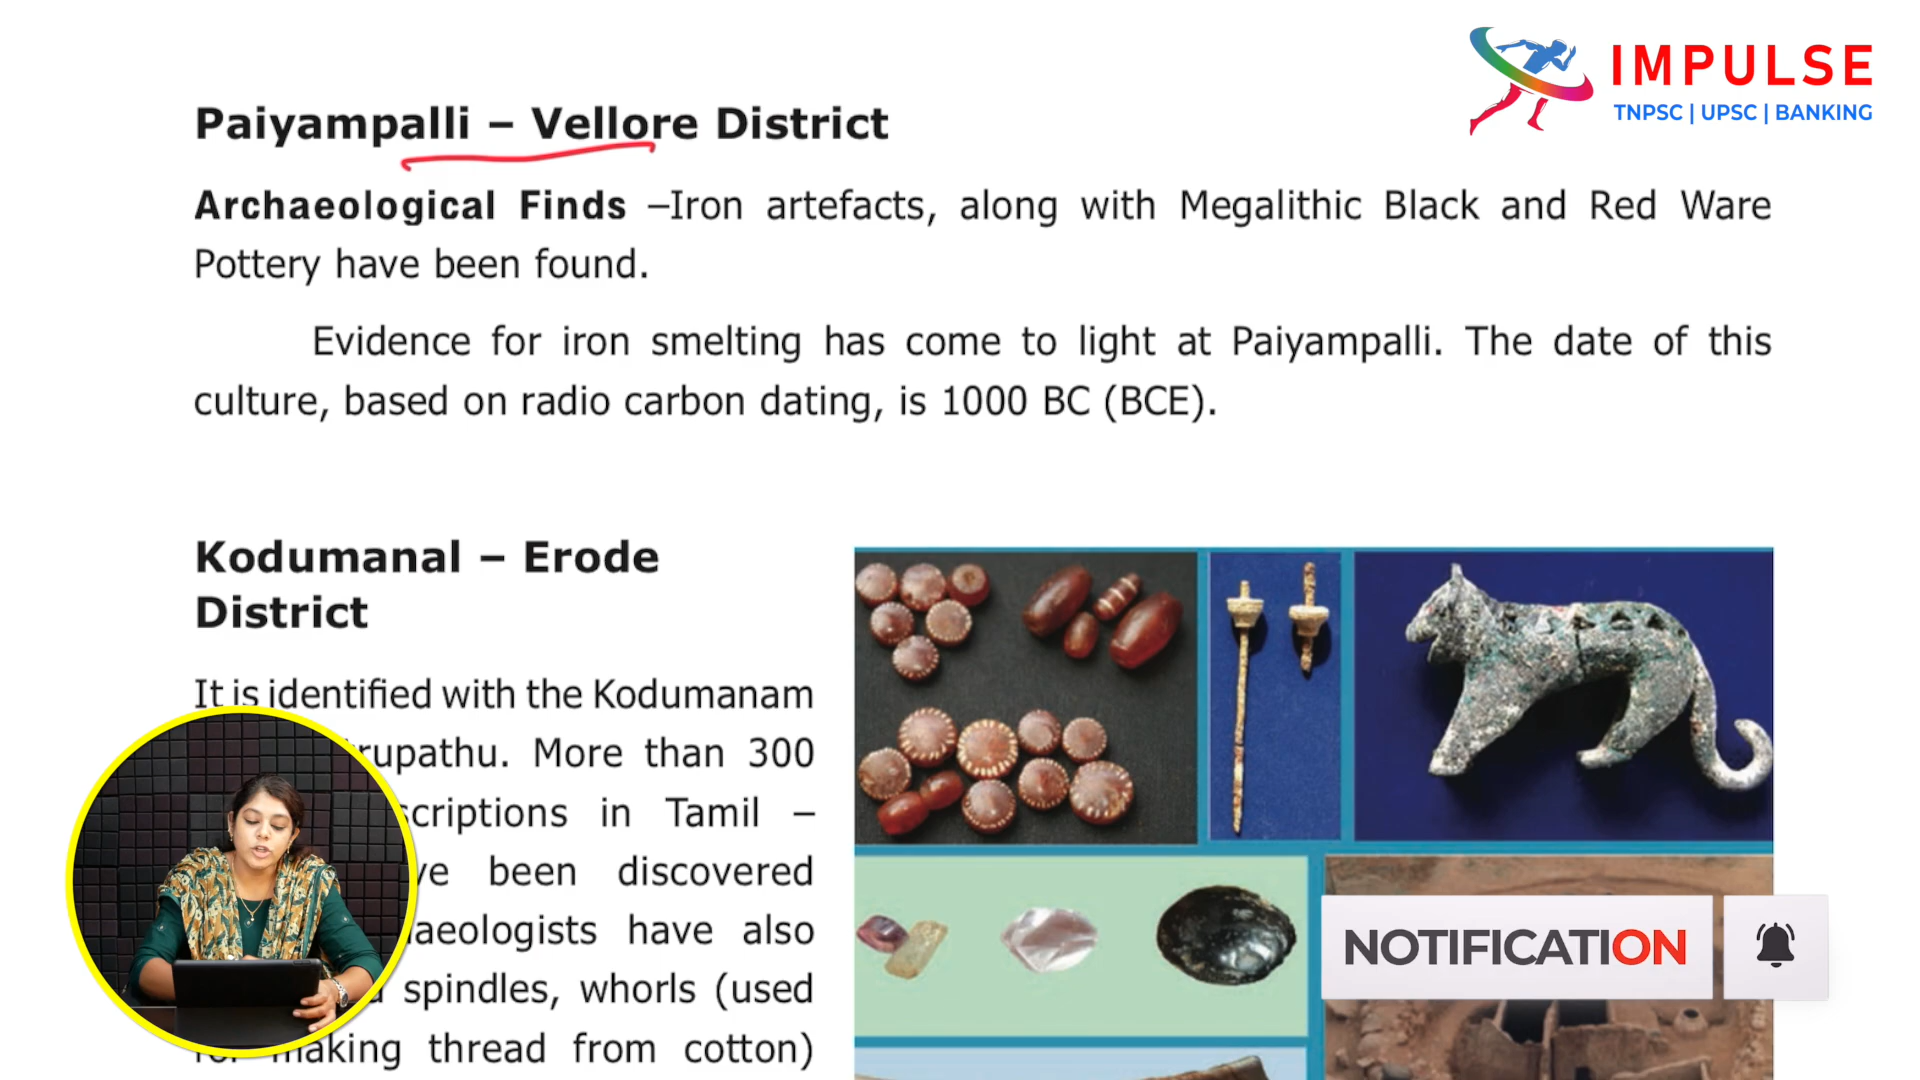 IMPULSE
TNPSC | UPSC | BANKING
Paiyampalli – Vellore District
Archaeological Finds –Iron artefacts, along with Megalithic Black and Red Ware
Pottery have been found.
Evidence for iron smelting has come to light at Paiyampalli. The date of this
culture, based on radio carbon dating, is 1000 BC (BCE).
Kodumanal – Erode
District
It is identified with the Kodumanam
rupathu. More than 300
scriptions in Tamil –
ve been discovered
aeologists have also
spindles, whorls (used
making thread from cotton)
NOTIFICATION